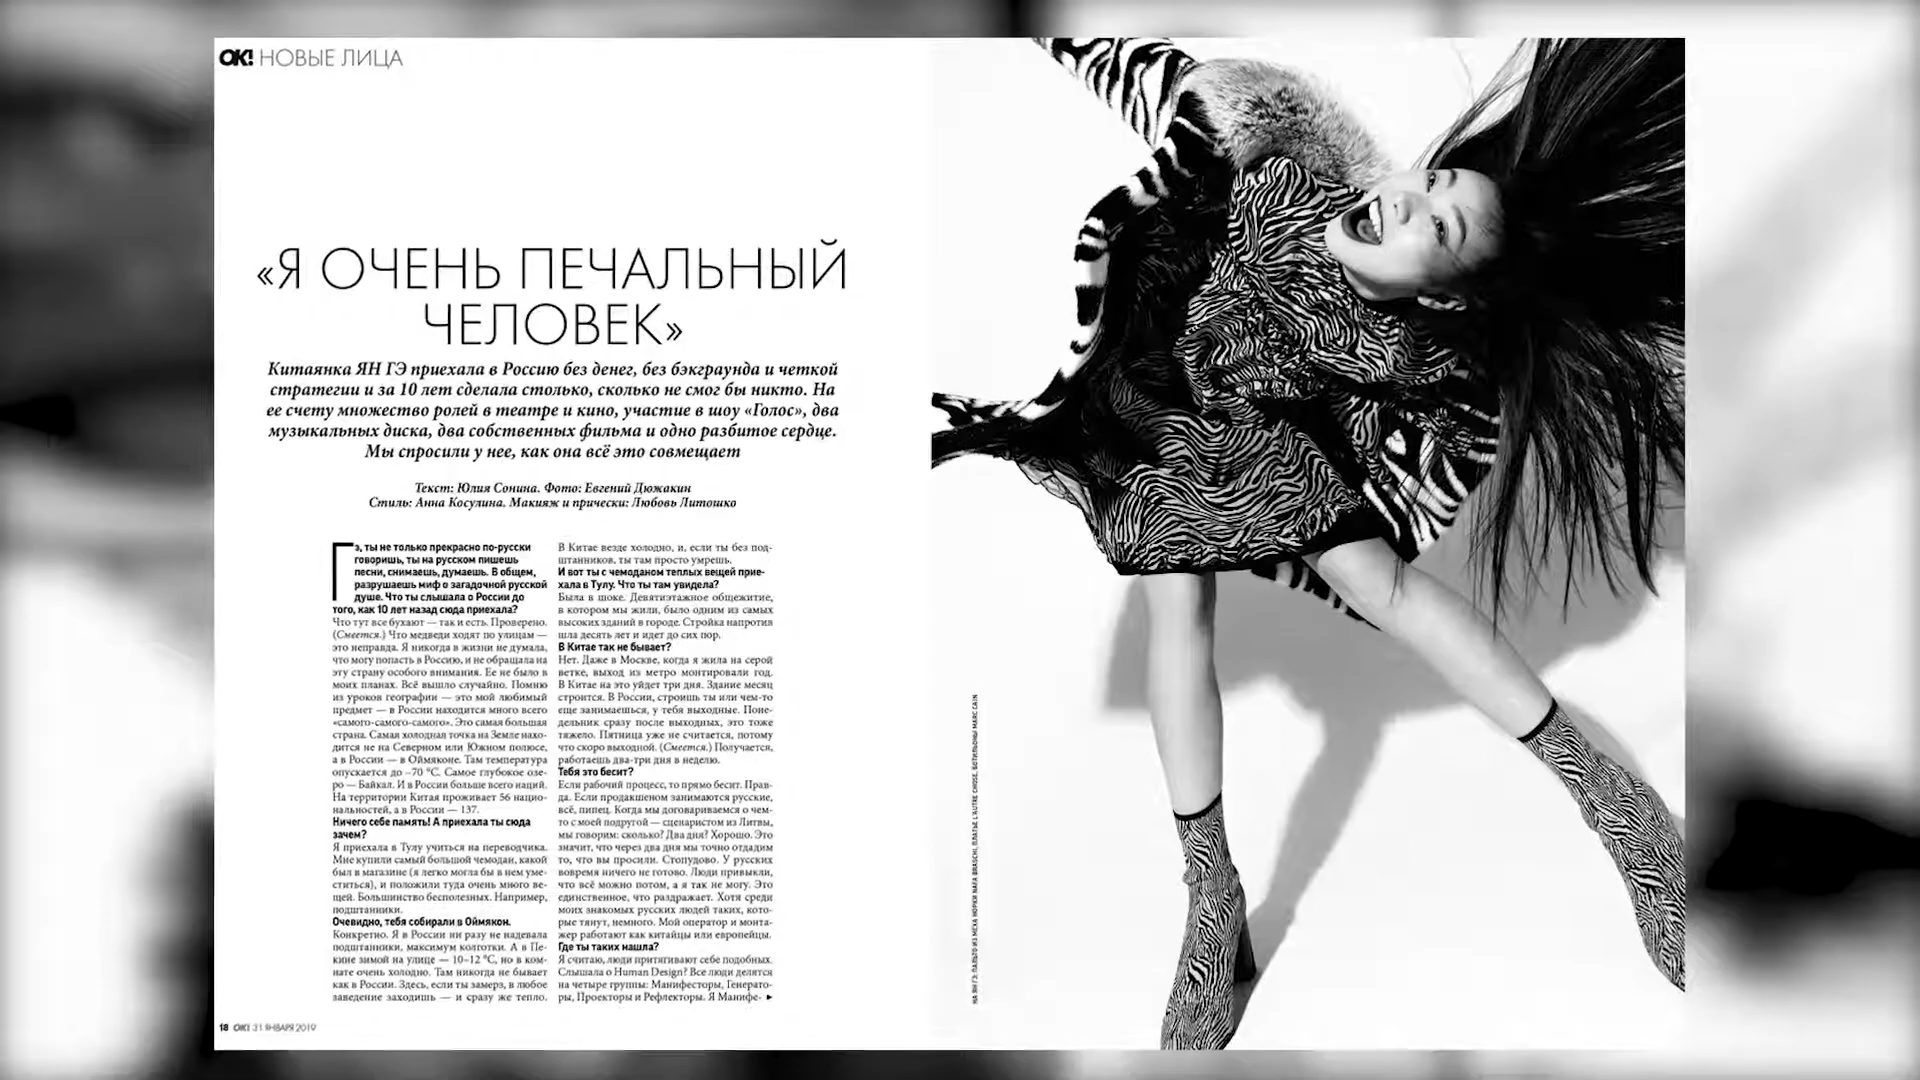 OK! НОВЫЕ ЛИЦА
«Я ОЧЕНЬ ПЕЧАЛЬНЫЙ
ЧЕЛОВЕК»
Китаянка ЯН ГЭ приехала в Россию без денег, без бэкграунда и четкой
стратегии и за 10 лет сделала столько, сколько не смог бы никто. На
ее счету множество ролей в театре и кино, участие в шоу «Голос», два
музыкальных диска, два собственных фильма и одно разбитое сердце.
Мы спросили у нее, как она всё это совмещает
Текст: Юлия Сонина. Фото: Евгений Дюжакин
Стиль: Анна Косулина. Макияж и прически: Любовь Литошко
Гэ, ты не только прекрасно по-русски
говоришь, ты на русском пишешь
песни, снимаешь, думаешь. В общем,
разрушаешь миф о загадочной русской
душе. Что ты слышала о России до
того, как 10 лет назад сюда приехала?
Что тут все бухают — так и есть. Проверено.
(Смеется.) Что медведи ходят по улицам —
это неправда. Я никогда в жизни не думала,
что могу попасть в Россию, и не обращала на
эту страну особого внимания. Ее не было в
моих планах. Всё вышло случайно. Помню
из уроков географии — это мой любимый
предмет — в России находится много всего
«самого-самого-самого». Это самая большая
страна. Самая холодная точка на Земле нахо-
дится не на Северном или Южном полюсе,
а в России — в Оймяконе. Там температура
опускается до –70 °C. Самое глубокое озе-
ро — Байкал. И в России больше всего наций.
На территории Китая проживает 56 нацио-
нальностей, а в России — 137.
Ничего себе память! А приехала ты сюда
зачем?
Я приехала в Тулу учиться на переводчика.
Мне купили самый большой чемодан, какой
был в магазине (я легко могла бы в нем уме-
ститься), и положили туда очень много ве-
щей. Большинство бесполезных. Например,
подштанники.
Очевидно, тебя собирали в Оймякон.
Конкретно. Я в России ни разу не надевала
подштанники, максимум колготки. А в Пе-
кине зимой на улице — 10–12 °C, но в ком-
нате очень холодно. Там никогда не бывает
как в России. Здесь, если ты замерз, в любое
заведение заходишь — и сразу же тепло.
В Китае везде холодно, и, если ты без под-
штанников, ты там просто умрешь.
И вот ты с чемоданом теплых вещей прие-
хала в Тулу. Что ты там увидела?
Была в шоке. Девятиэтажное общежитие,
в котором мы жили, было одним из самых
высоких зданий в городе. Стройка напротив
шла десять лет и идет до сих пор.
В Китае так не бывает?
Нет. Даже в Москве, когда я жила на серой
ветке, выход из метро монтировали год.
В Китае на это уйдет три дня. Здание месяц
строится. В России, строишь ты или чем-то
еще занимаешься, у тебя выходные. Поне-
дельник сразу после выходных, это тоже
тяжело. Пятница уже не считается, потому
что скоро выходной. (Смеется.) Получается,
работаешь два-три дня в неделю.
Тебя это бесит?
Если рабочий процесс, то прямо бесит. Прав-
да. Если продакшеном занимаются русские,
всё, пипец. Когда мы договариваемся о чем-
то с моей подругой — сценаристом из Литвы,
мы говорим: сколько? Два дня? Хорошо. Это
значит, что через два дня мы точно отдадим
то, что вы просили. Стопудово. У русских
вовремя ничего не готово. Люди привыкли,
что всё можно потом, а я так не могу. Это
единственное, что раздражает. Хотя среди
моих знакомых русских людей таких, кото-
рые тянут, немного. Мой оператор и монта-
жер работают как китайцы или европейцы.
Где ты таких нашла?
Я считаю, люди притягивают себе подобных.
Слышала о Human Design? Все люди делятся
на четыре группы: Манифесторы, Генерато-
ры, Проекторы и Рефлекторы. Я Манифе- ►
НА ЯН ГЭ: ПАЛЬТО ИЗ МЕХА НОРКИ NAFA BRASCHI, ПЛАТЬЕ L'AUTRE CHOSE, БОТИЛЬОНЫ MARC CAIN
18 OK! 31 ЯНВАРЯ 2019